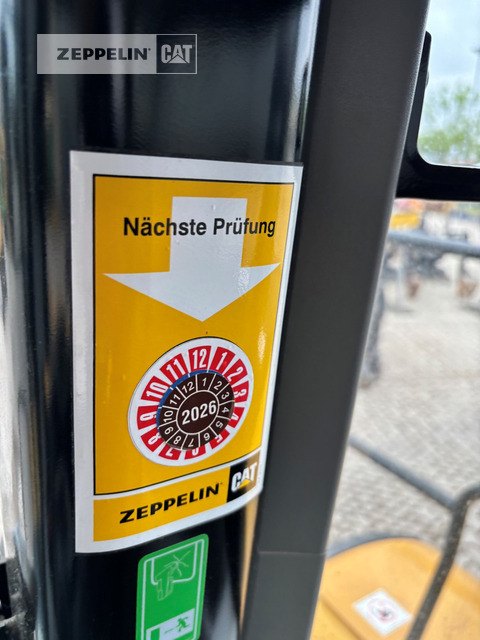 ZEPPELIN CAT
Nächste Prüfung
12 1 2 3 4 5 6 7 8 9 10 11
12 1 2 3 4 5 6 7 8 9 10 11
2026
ZEPPELIN CAT